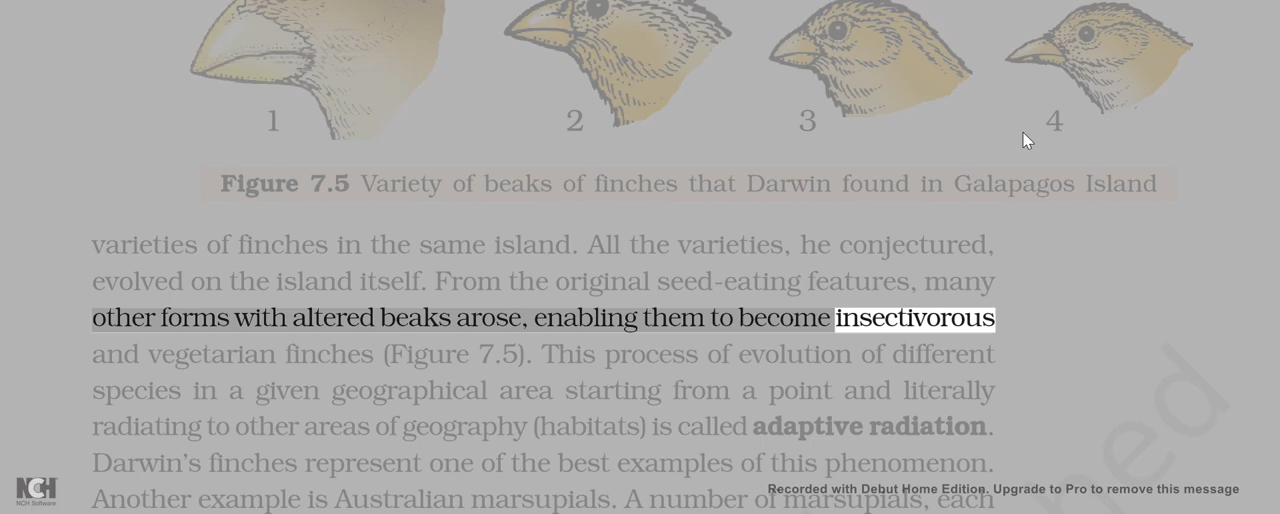 1 2 3 4
Figure 7.5 Variety of beaks of finches that Darwin found in Galapagos Island
varieties of finches in the same island. All the varieties, he conjectured,
evolved on the island itself. From the original seed-eating features, many
other forms with altered beaks arose, enabling them to become insectivorous
and vegetarian finches (Figure 7.5). This process of evolution of different
species in a given geographical area starting from a point and literally
radiating to other areas of geography (habitats) is called adaptive radiation.
Darwin's finches represent one of the best examples of this phenomenon.
Another example is Australian marsupials. A number of marsupials, each
NCH
NCH Software
Recorded with Debut Home Edition. Upgrade to Pro to remove this message
ned